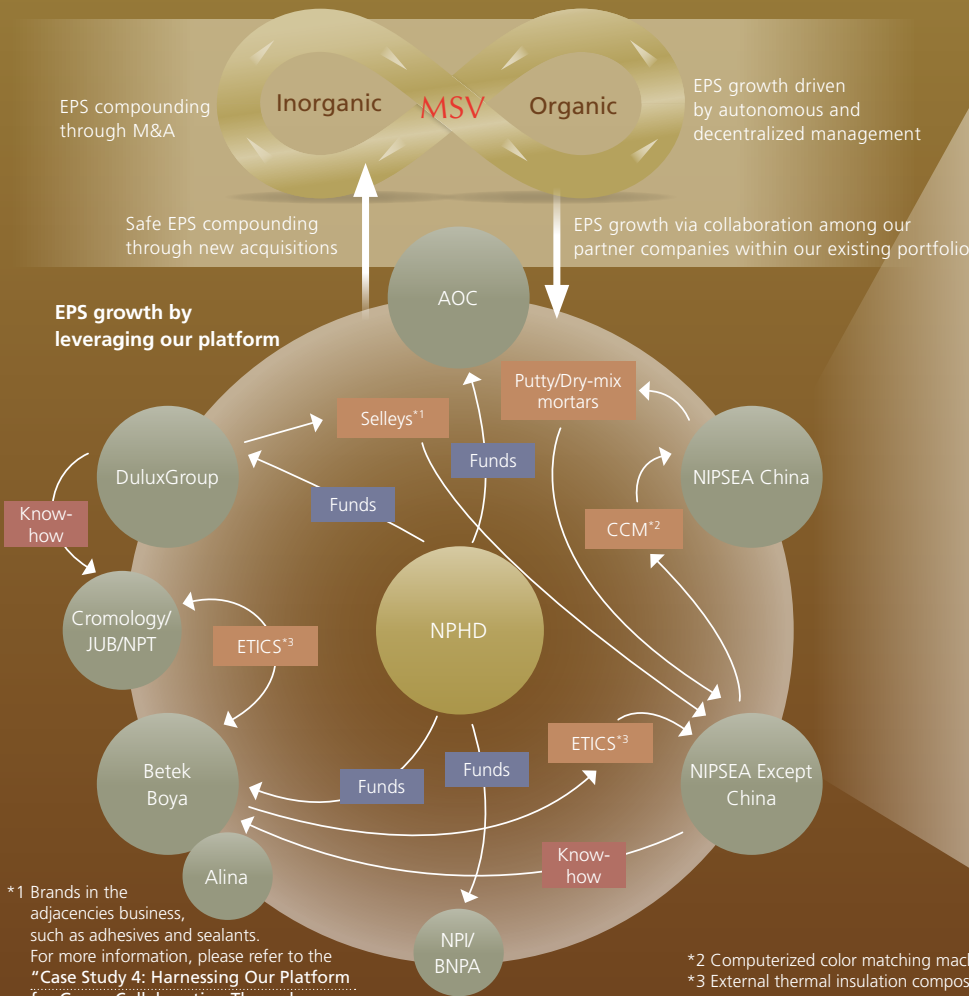 EPS compounding
through M&A
Inorganic
MSV
Organic
EPS growth driven
by autonomous and
decentralized management
Safe EPS compounding
through new acquisitions
EPS growth via collaboration among our
partner companies within our existing portfolio
EPS growth by
leveraging our platform
AOC
Putty/Dry-mix
mortars
Selleys*1
Funds
DuluxGroup
Funds
NIPSEA China
Know-
how
CCM*2
Cromology/
JUB/NPT
ETICS*3
NPHD
Betek
Boya
Funds
Funds
ETICS*3
NIPSEA Except
China
Alina
Know-
how
NPI/
BNPA
*1 Brands in the
adjacencies business,
such as adhesives and sealants.
For more information, please refer to the
"Case Study 4: Harnessing Our Platform
*2 Computerized color matching
*3 External thermal insulation